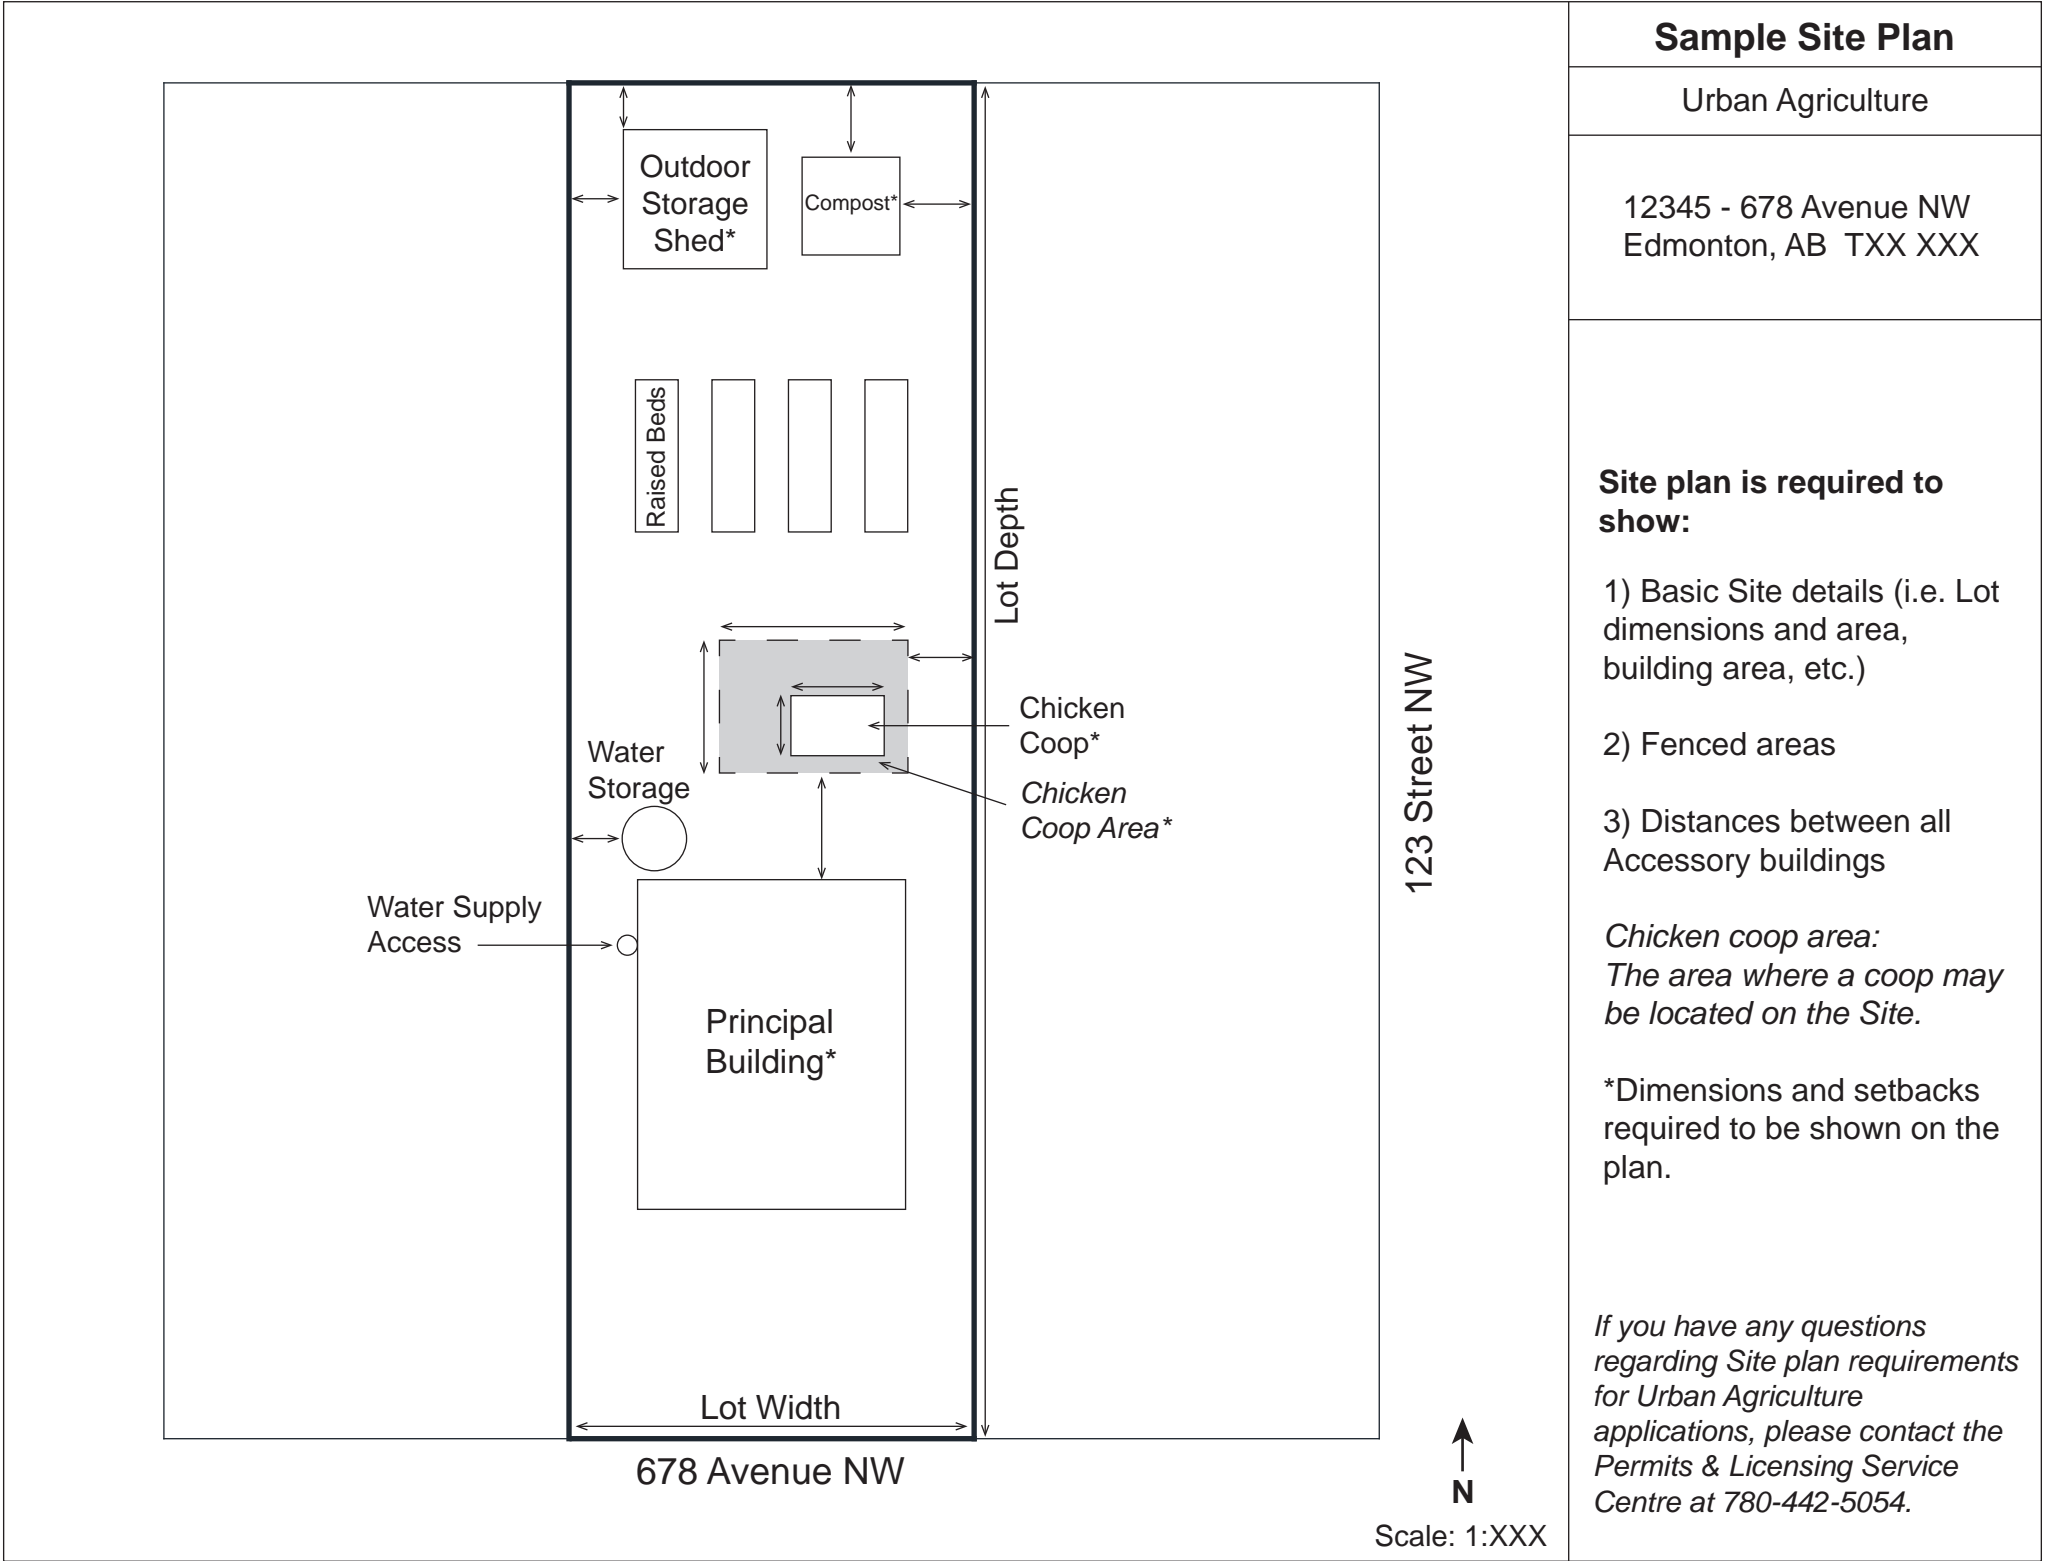 Sample Site Plan
Urban Agriculture
12345 - 678 Avenue NW
Edmonton, AB  TXX XXX
Outdoor
Storage
Shed*
Compost*
Raised Beds
Lot Depth
Chicken
Coop*
Chicken
Coop Area*
Water
Storage
Water Supply
Access
Principal
Building*
Lot Width
678 Avenue NW
123 Street NW
N
Scale: 1:XXX
Site plan is required to
show:
1) Basic Site details (i.e. Lot
dimensions and area,
building area, etc.)
2) Fenced areas
3) Distances between all
Accessory buildings
Chicken coop area:
The area where a coop may
be located on the Site.
*Dimensions and setbacks
required to be shown on the
plan.
If you have any questions
regarding Site plan requirements
for Urban Agriculture
applications, please contact the
Permits & Licensing Service
Centre at 780-442-5054.